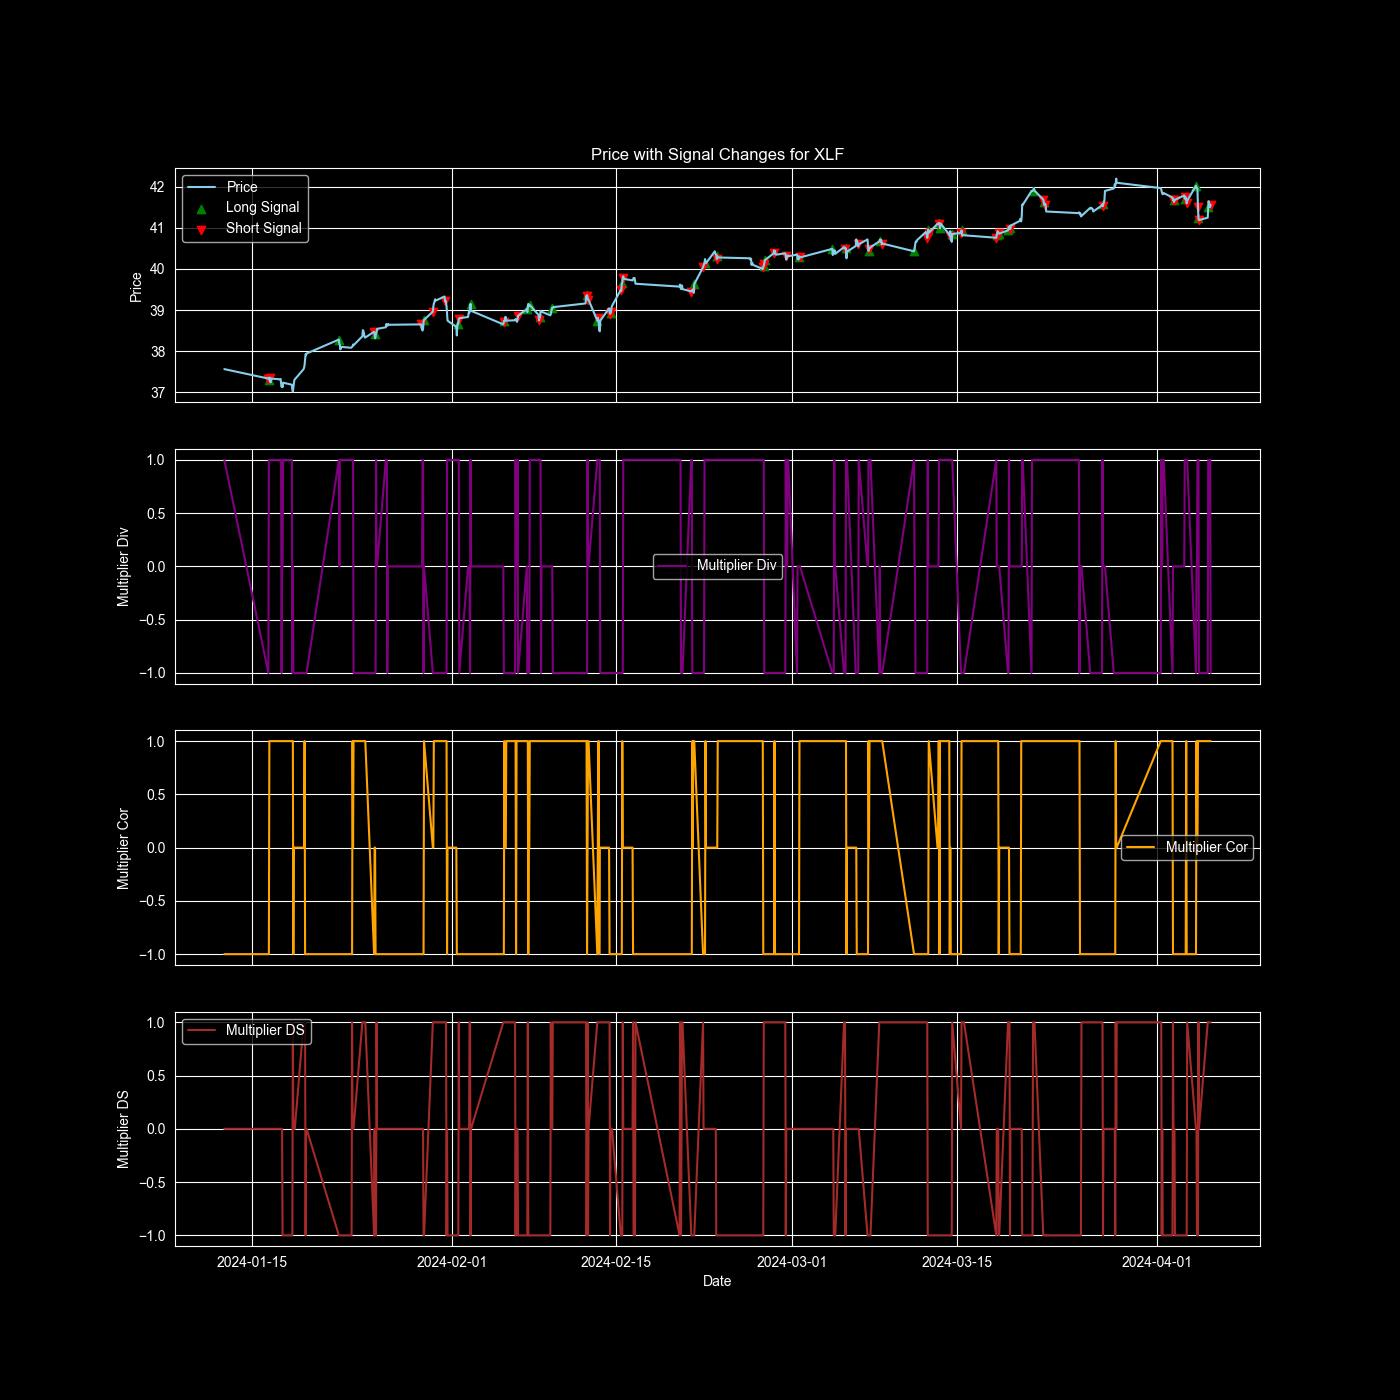 Price with Signal Changes for XLF
42
41
40
39
38
37
Price
Price
Long Signal
Short Signal
1.0
0.5
0.0
−0.5
−1.0
Multiplier Div
Multiplier Div
1.0
0.5
0.0
−0.5
−1.0
Multiplier Cor
Multiplier Cor
1.0
0.5
0.0
−0.5
−1.0
Multiplier DS
Multiplier DS
2024-01-15
2024-02-01
2024-02-15
2024-03-01
2024-03-15
2024-04-01
Date